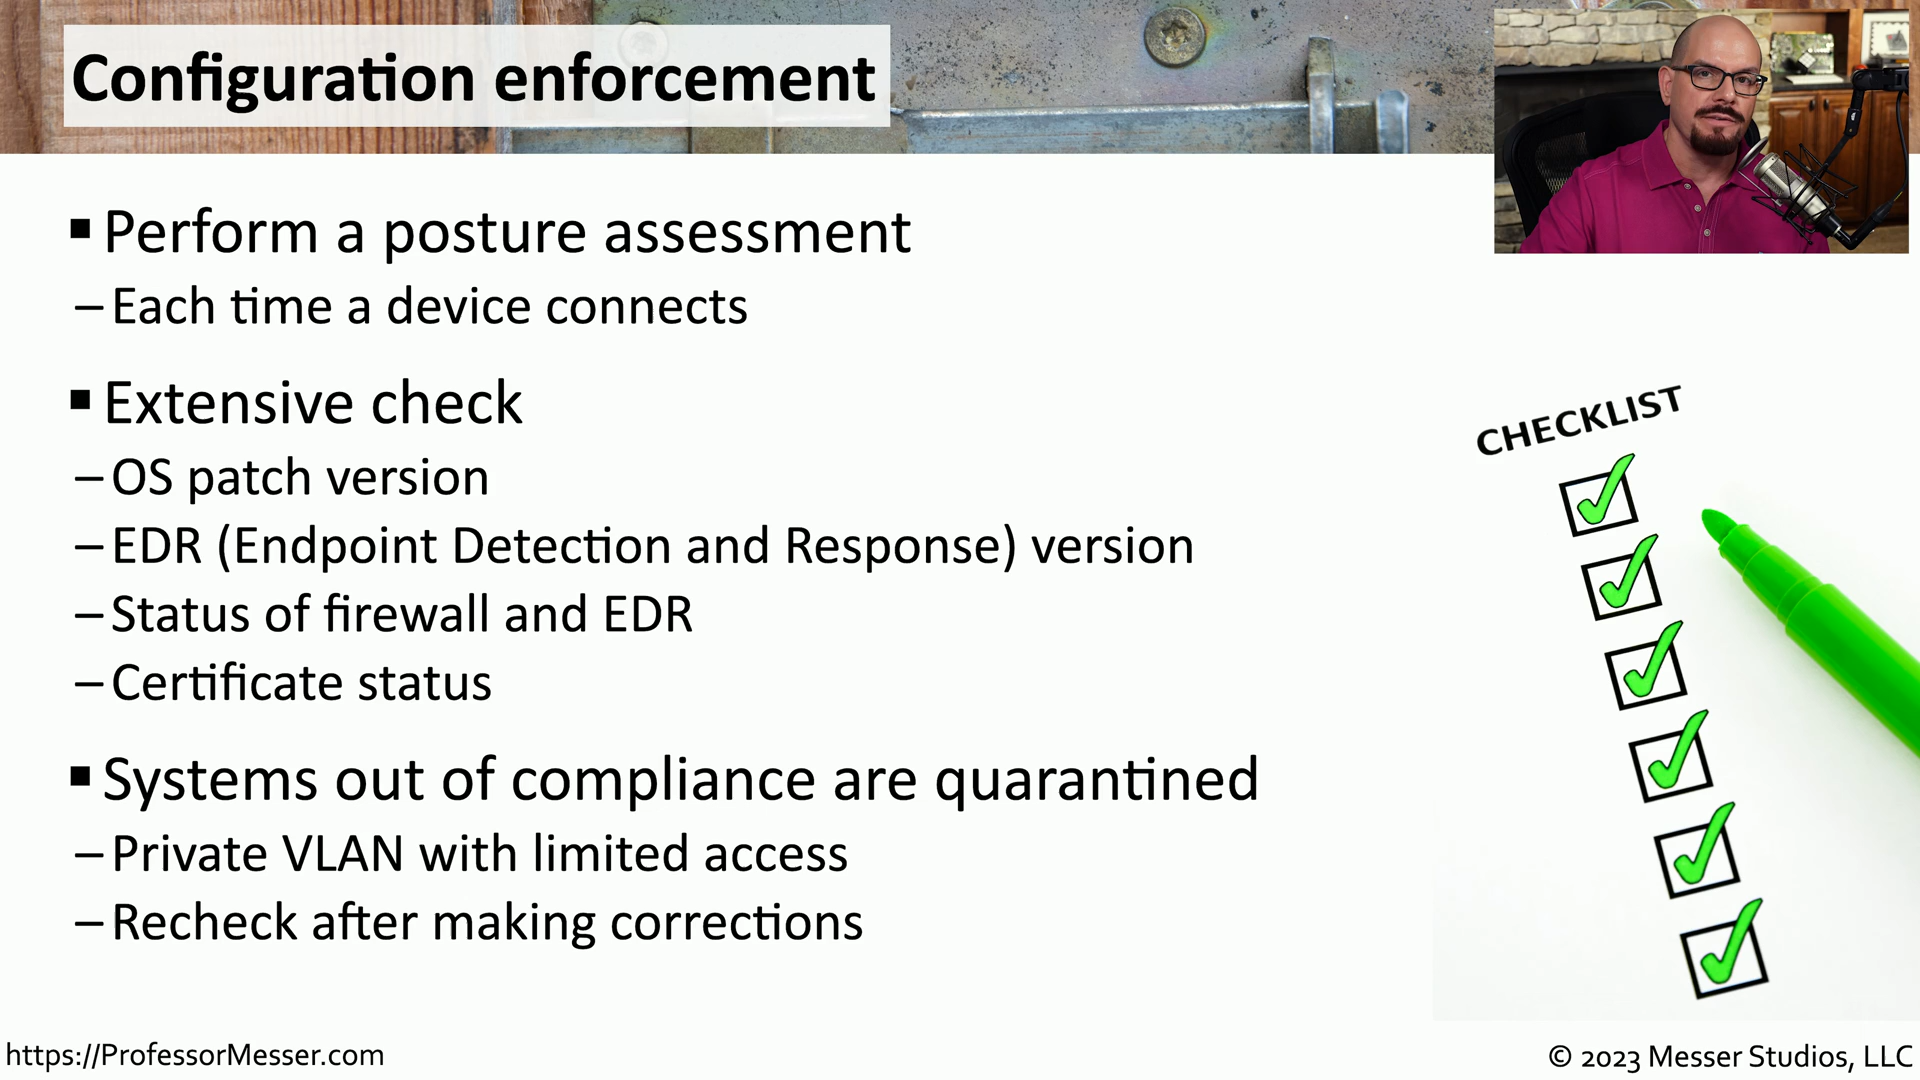 Configuration enforcement
▪ Perform a posture assessment
– Each time a device connects
▪ Extensive check
– OS patch version
– EDR (Endpoint Detection and Response) version
– Status of firewall and EDR
– Certificate status
▪ Systems out of compliance are quarantined
– Private VLAN with limited access
– Recheck after making corrections
CHECKLIST
https://ProfessorMesser.com
© 2023 Messer Studios, LLC